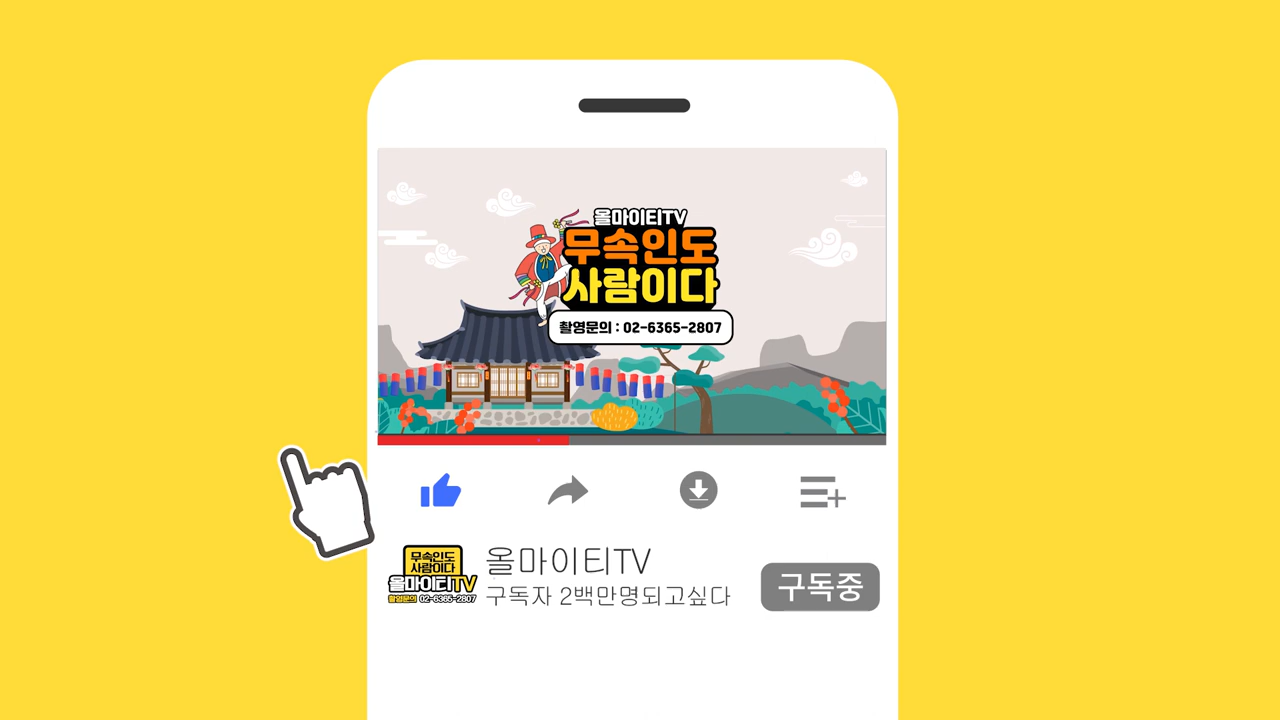 올마이티TV
무속인도
사람이다
촬영문의 : 02-6365-2807
무속인도
사람이다
올마이티TV
촬영문의 02-6365-2807
올마이티TV
구독자 2백만명되고싶다
구독중